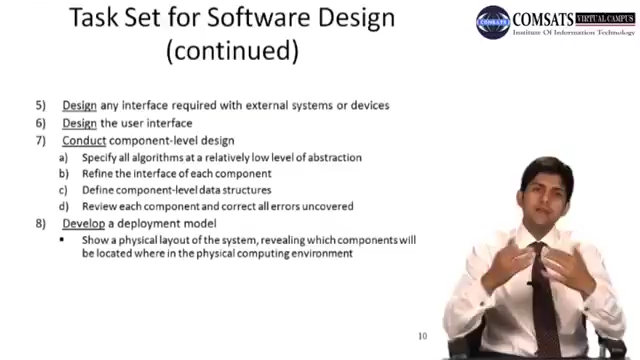 Task Set for Software Design
(continued)
COMSATS VIRTUAL CAMPUS
Institute Of Information Technology
COMSATS
5) Design any interface required with external systems or devices
6) Design the user interface
7) Conduct component-level design
a) Specify all algorithms at a relatively low level of abstraction
b) Refine the interface of each component
c) Define component-level data structures
d) Review each component and correct all errors uncovered
8) Develop a deployment model
▪ Show a physical layout of the system, revealing which components will
be located where in the physical computing environment
10